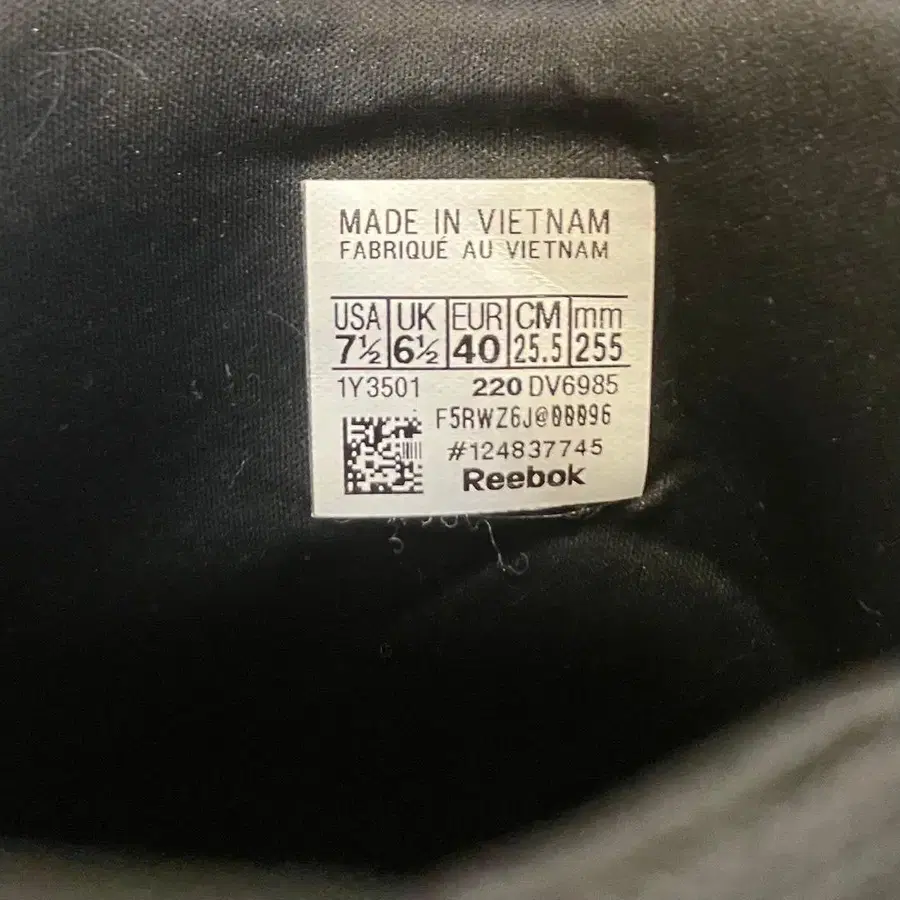 MADE IN VIETNAM
FABRIQUÉ AU VIETNAM
USA UK EUR CM mm
7½ 6½ 40 25.5 255
1Y3501 220 DV6985
F5RWZ6J@00096
#124837745
Reebok